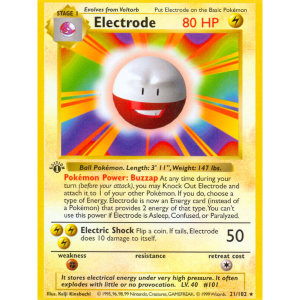 STAGE 1
Evolves from Voltorb
Put Electrode on the Basic Pokémon
Electrode 80 HP
EDITION
1
Ball Pokémon. Length: 3' 11", Weight: 147 lbs.
Pokémon Power: Buzzap At any time during your
turn (before your attack), you may Knock Out Electrode and
attach it to 1 of your other Pokémon. If you do, choose a
type of Energy. Electrode is now an Energy card (instead of
a Pokémon) that provides 2 energy of that type. You can't
use this power if Electrode is Asleep, Confused, or Paralyzed.
Electric Shock Flip a coin. If tails, Electrode
does 10 damage to itself.
50
weakness
resistance
retreat cost
It stores electrical energy under very high pressure. It
often explodes with little or no provocation. LV. 40 #101
Illus. Keiji Kinebuchi
©1995, 96, 98 Nintendo, Creatures, GAMEFREAK. ©1999 Wizards.
21/102 ★